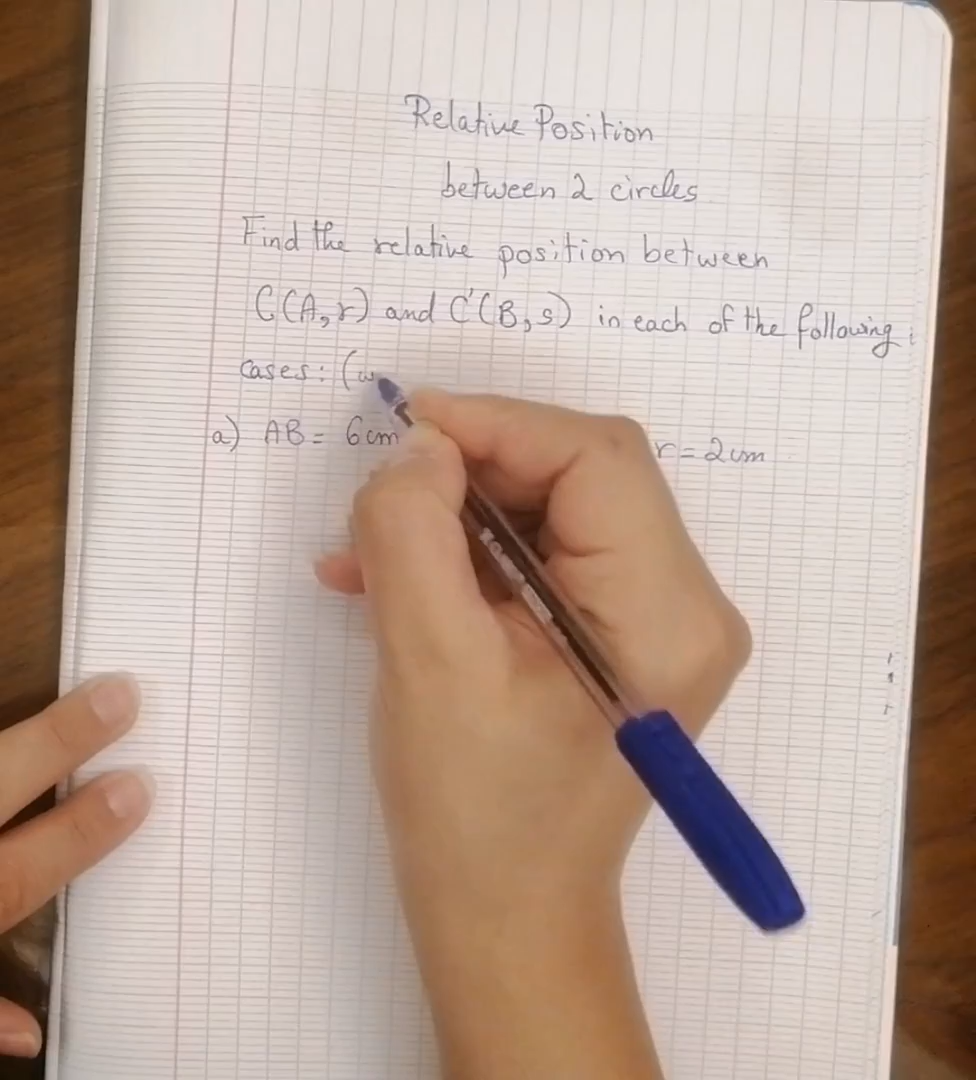 Relative Position
between 2 circles
Find the relative position between
C(A,r) and C'(B,s) in each of the following
cases: (w
a) AB = 6cm r = 2cm